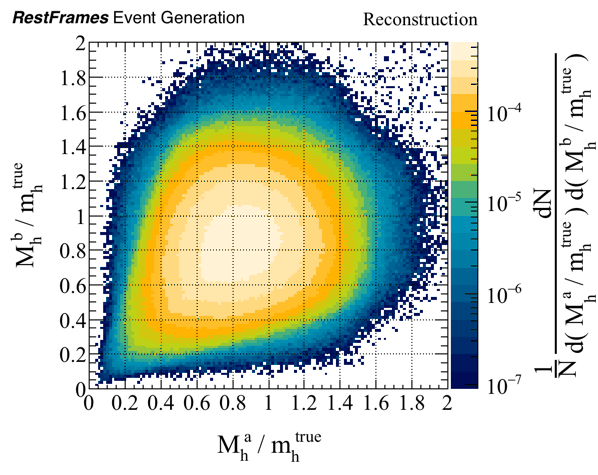 RestFrames Event Generation
Reconstruction
2
1.8
1.6
1.4
1.2
1
0.8
0.6
0.4
0.2
0
0 0.2 0.4 0.6 0.8 1 1.2 1.4 1.6 1.8 2
M_h^b / m_h^true
M_h^a / m_h^true
10^-4
10^-5
10^-6
10^-7
1/N dN / d( M_h^a / m_h^true ) d( M_h^b / m_h^true )